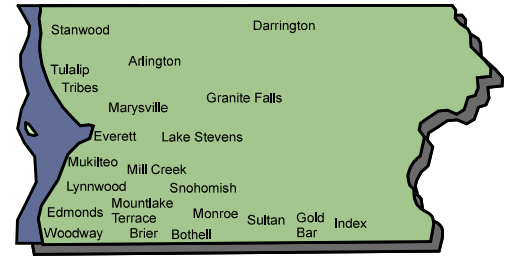 Darrington
Stanwood
Arlington
Tulalip
Tribes
Granite Falls
Marysville
Everett
Lake Stevens
Mukilteo
Mill Creek
Lynnwood
Snohomish
Mountlake
Terrace
Edmonds
Monroe
Sultan
Gold
Bar
Index
Woodway
Brier
Bothell